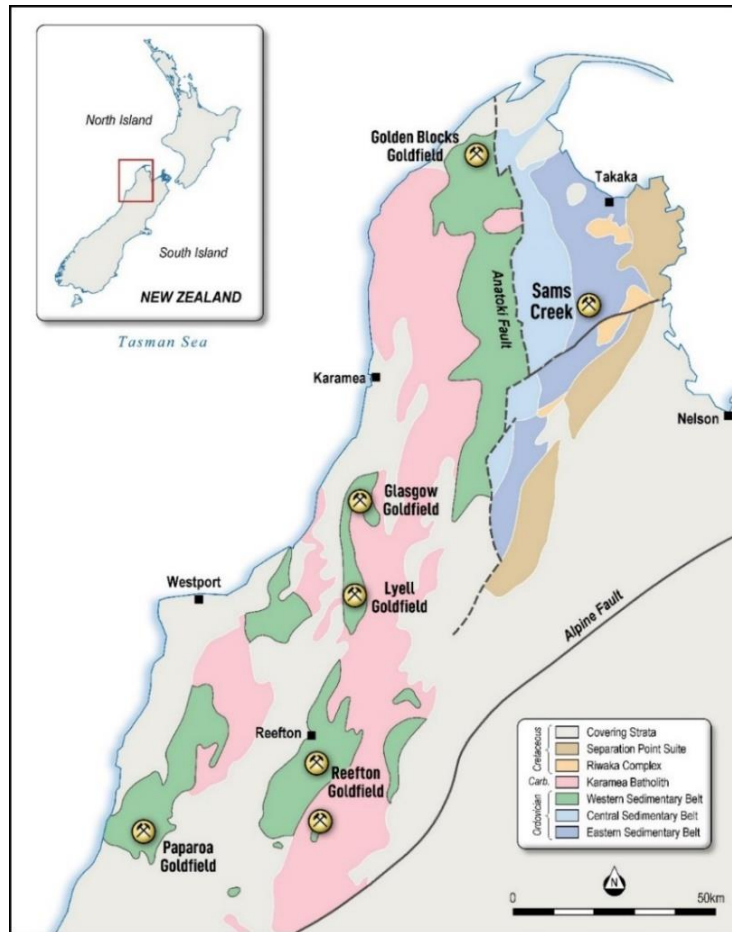 North Island
South Island
NEW ZEALAND
Tasman Sea
Golden Blocks
Goldfield
Takaka
Anatoki Fault
Sams
Creek
Karamea
Nelson
Glasgow
Goldfield
Westport
Lyell
Goldfield
Alpine Fault
Reefton
Reefton
Goldfield
Paparoa
Goldfield
Cretaceous
Covering Strata
Separation Point Suite
Riwaka Complex
Carb.
Karamea Batholith
Ordovician
Western Sedimentary Belt
Central Sedimentary Belt
Eastern Sedimentary Belt
N
0
50km